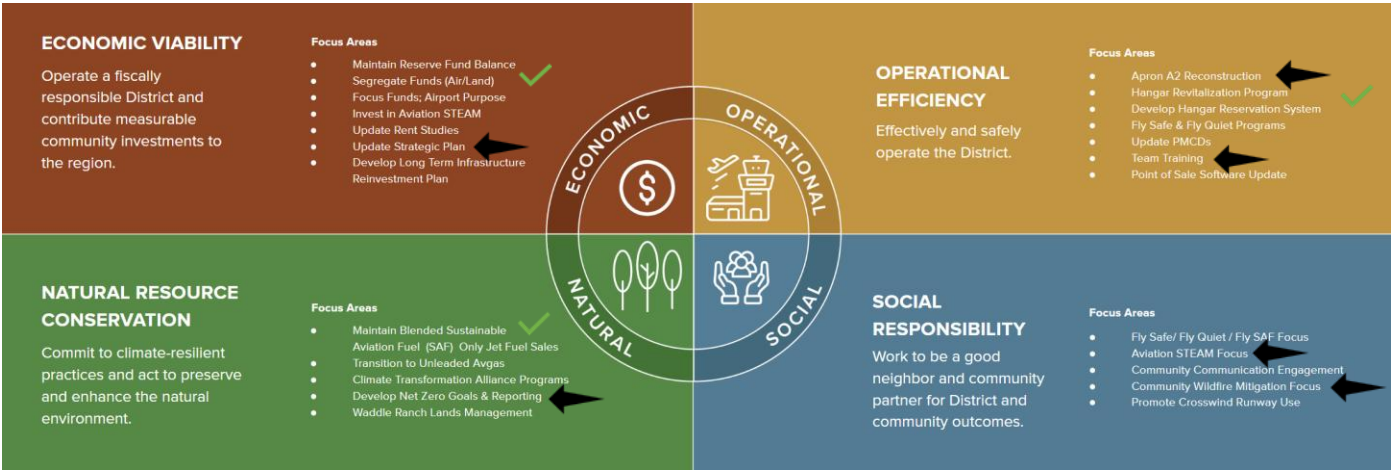 ECONOMIC VIABILITY
Operate a fiscally
responsible District and
contribute measurable
community investments to
the region.
Focus Areas
• Maintain Reserve Fund Balance
• Segregate Funds (Air/Land)
• Focus Funds; Airport Purpose
• Invest in Aviation STEAM
• Update Rent Studies
• Update Strategic Plan
• Develop Long Term Infrastructure
Reinvestment Plan
OPERATIONAL
EFFICIENCY
Effectively and safely
operate the District.
Focus Areas
• Apron A2 Reconstruction
• Hangar Revitalization Program
• Develop Hangar Reservation System
• Fly Safe & Fly Quiet Programs
• Update PMCDs
• Team Training
• Point of Sale Software Update
ECONOMIC
OPERATIONAL
$
NATURAL
SOCIAL
NATURAL RESOURCE
CONSERVATION
Commit to climate-resilient
practices and act to preserve
and enhance the natural
environment.
Focus Areas
• Maintain Blended Sustainable
Aviation Fuel (SAF) Only Jet Fuel Sales
• Transition to Unleaded Avgas
• Climate Transformation Alliance Programs
• Develop Net Zero Goals & Reporting
• Waddle Ranch Lands Management
SOCIAL
RESPONSIBILITY
Work to be a good
neighbor and community
partner for District and
community outcomes.
Focus Areas
• Fly Safe/ Fly Quiet / Fly SAF Focus
• Aviation STEAM Focus
• Community Communication Engagement
• Community Wildfire Mitigation Focus
• Promote Crosswind Runway Use